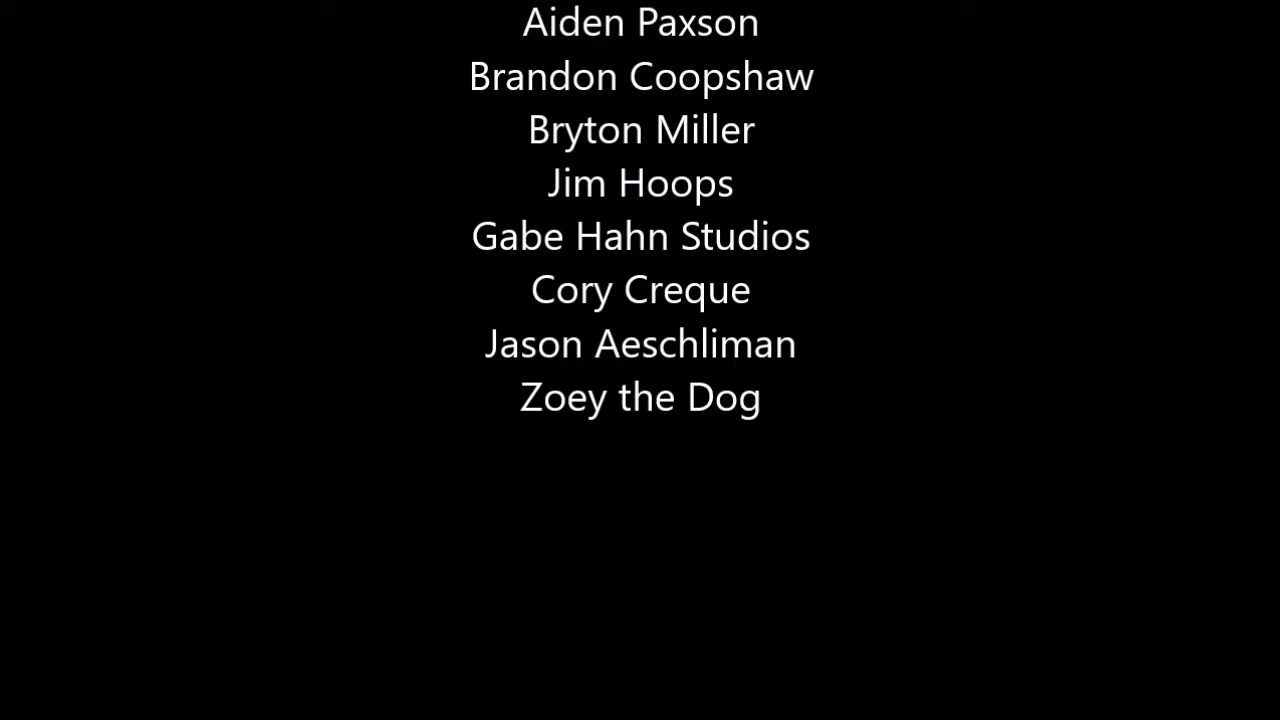 Aiden Paxson
Brandon Coopshaw
Bryton Miller
Jim Hoops
Gabe Hahn Studios
Cory Creque
Jason Aeschliman
Zoey the Dog